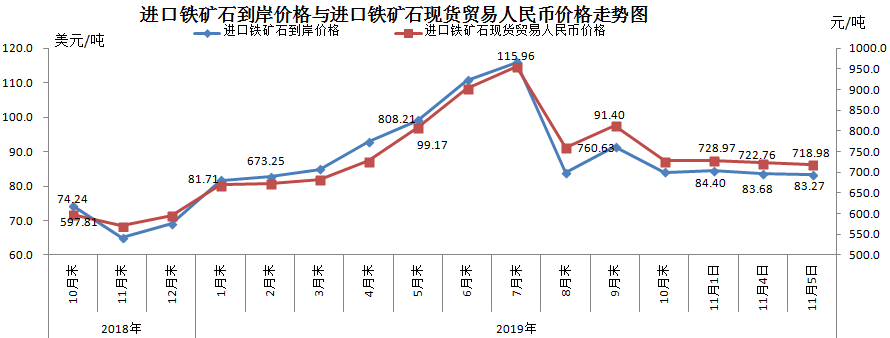 进口铁矿石到岸价格与进口铁矿石现货贸易人民币价格走势图
美元/吨
进口铁矿石到岸价格
进口铁矿石现货贸易人民币价格
元/吨
120.0
110.0
100.0
90.0
80.0
70.0
60.0
1000.0
950.0
900.0
850.0
800.0
750.0
700.0
650.0
600.0
550.0
500.0
74.24
597.81
81.71
673.25
808.21
99.17
115.96
760.63
91.40
728.97
84.40
722.76
83.68
718.98
83.27
10月末
11月末
12月末
1月末
2月末
3月末
4月末
5月末
6月末
7月末
8月末
9月末
10月末
11月1日
11月4日
11月5日
2018年
2019年